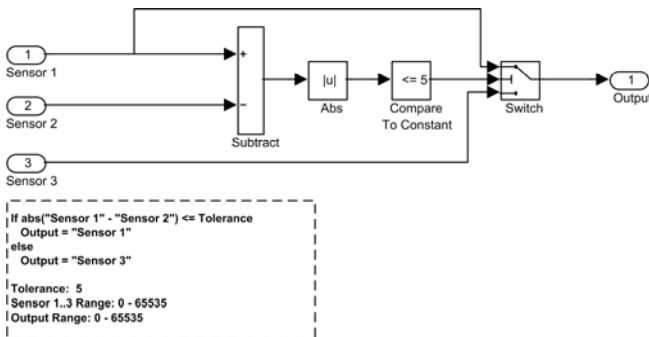 1
Sensor 1
2
Sensor 2
3
Sensor 3
+
−
Subtract
|u|
Abs
<= 5
Compare
To Constant
Switch
1
Output
If abs("Sensor 1" - "Sensor 2") <= Tolerance
Output = "Sensor 1"
else
Output = "Sensor 3"
Tolerance: 5
Sensor 1..3 Range: 0 - 65535
Output Range: 0 - 65535